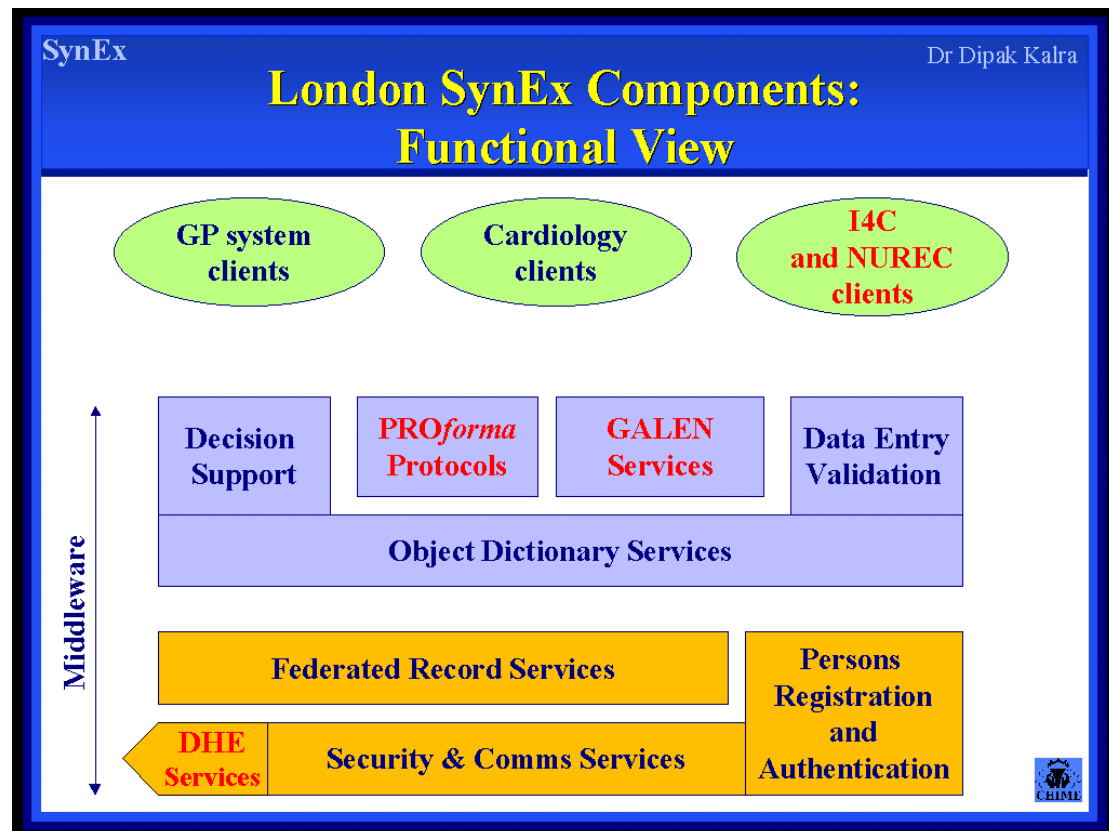 SynEx
Dr Dipak Kalra
London SynEx Components:
Functional View
GP system
clients
Cardiology
clients
I4C
and NUREC
clients
Middleware
Decision
Support
PROforma
Protocols
GALEN
Services
Data Entry
Validation
Object Dictionary Services
Federated Record Services
Persons
Registration
and
Authentication
DHE
Services
Security & Comms Services
CHIME